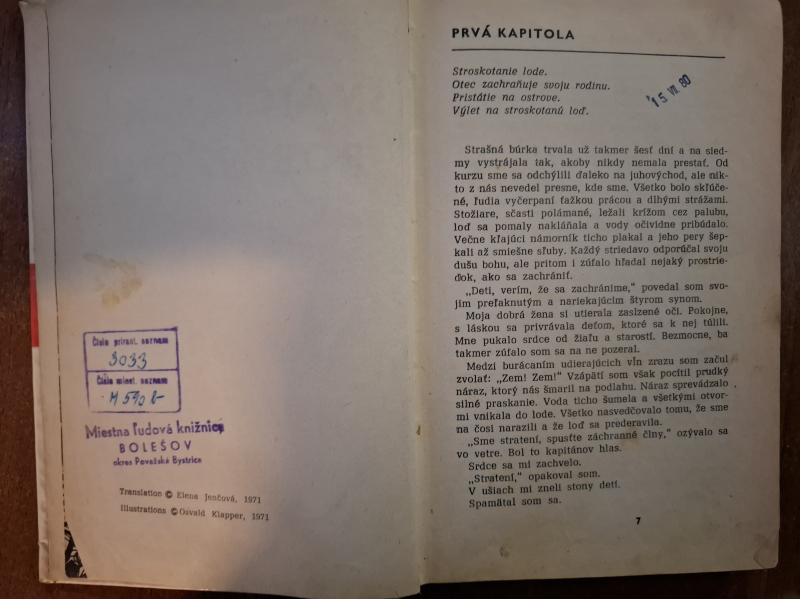 Číslo prírast. seznam
3033
Číslo miest. seznam
Miestna ľudová knižnica
BOLEŠOV
okres Považská Bystrica
Translation © Elena Jenčová, 1971
Illustrations © Osvald Klapper, 1971
PRVÁ KAPITOLA
15 VII. 80
Stroskotanie lode.
Otec zachraňuje svoju rodinu.
Pristátie na ostrove.
Výlet na stroskotanú loď.
Strašná búrka trvala už takmer šesť dní a na sied-
my vystrájala tak, akoby nikdy nemala prestať. Od
kurzu sme sa odchýlili ďaleko na juhovýchod, ale nik-
to z nás nevedel presne, kde sme. Všetko bolo skľúče-
né, ľudia vyčerpaní ťažkou prácou a dlhými strážami.
Stožiare, sčasti polámané, ležali krížom cez palubu,
loď sa pomaly nakláňala a vody očividne pribúdalo.
Večne kľajúci námorník ticho plakal a jeho pery šep-
kali až smiešne sľuby. Každý striedavo odporúčal svoju
dušu bohu, ale pritom i zúfalo hľadal nejaký prostrie-
dok, ako sa zachrániť.
„Deti, verím, že sa zachránime,“ povedal som svo-
jim preľaknutým a nariekajúcim štyrom synom.
Moja dobrá žena si utierala zaslzené oči. Pokojne,
s láskou sa privrávala deťom, ktoré sa k nej túlili.
Mne pukalo srdce od žiaľu a starostí. Bezmocne, ba
takmer zúfalo som sa na ne pozeral.
Medzi burácaním udierajúcich vĺn zrazu som začul
zvolať: „Zem! Zem!“ Vzápätí som však pocítil prudký
náraz, ktorý nás šmaril na podlahu. Náraz sprevádzalo
silné praskanie. Voda ticho šumela a všetkými otvor-
mi vnikala do lode. Všetko nasvedčovalo tomu, že sme
na čosi narazili a že loď sa prederavila.
„Sme stratení, spusťte záchranné člny,“ ozývalo sa
vo vetre. Bol to kapitánov hlas.
Srdce sa mi zachvelo.
„Stratení,“ opakoval som.
V ušiach mi zneli stony detí.
Spamätal som sa.
7